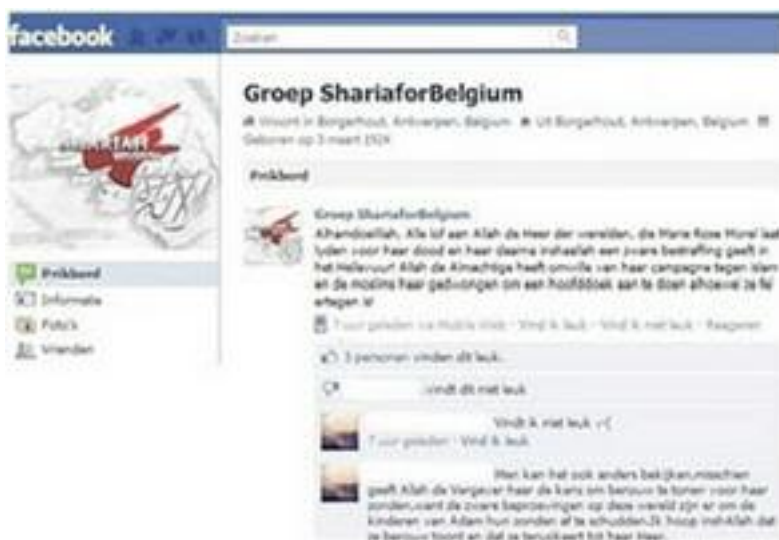 facebook
Zoeken
Groep ShariaforBelgium
Woont in Borgerhout, Antwerpen, Belgium Uit Borgerhout, Antwerpen, Belgium
Geboren op 3 maart 1924
Prikbord
Groep ShariaforBelgium
Alhamdoelilah, Alle lof aan Allah de Heer der werelden, die Marie Rose Morel laat
lyden voor haar dood en haar daarna inshaallah een zware bestraffing geeft in
het Hellevuur! Allah de Almachtige heeft omwille van haar campagne tegen islam
en de moslims haar gedwongen om een hoofddoek aan te doen alhoewel ze fel
ertegen is!
Prikbord
Informatie
Foto's
Vrienden
7 uur geleden via Mobile Web · Vind ik leuk · Vind ik niet leuk · Reageren
3 personen vinden dit leuk.
vindt dit niet leuk
Vindt ik niet leuk :-(
7 uur geleden · Vind ik leuk
Men kan het ook anders bekijken,misschien
geeft Allah de Vergever haar de kans om berouw te tonen voor haar
zonden,want de zware beproevingen op deze wereld zijn er om de
kinderen van Adam hun zonden af te schudden.Ik hoop inshAllah dat
ze berouw toont en dat ze terugkeert tot haar Heer.